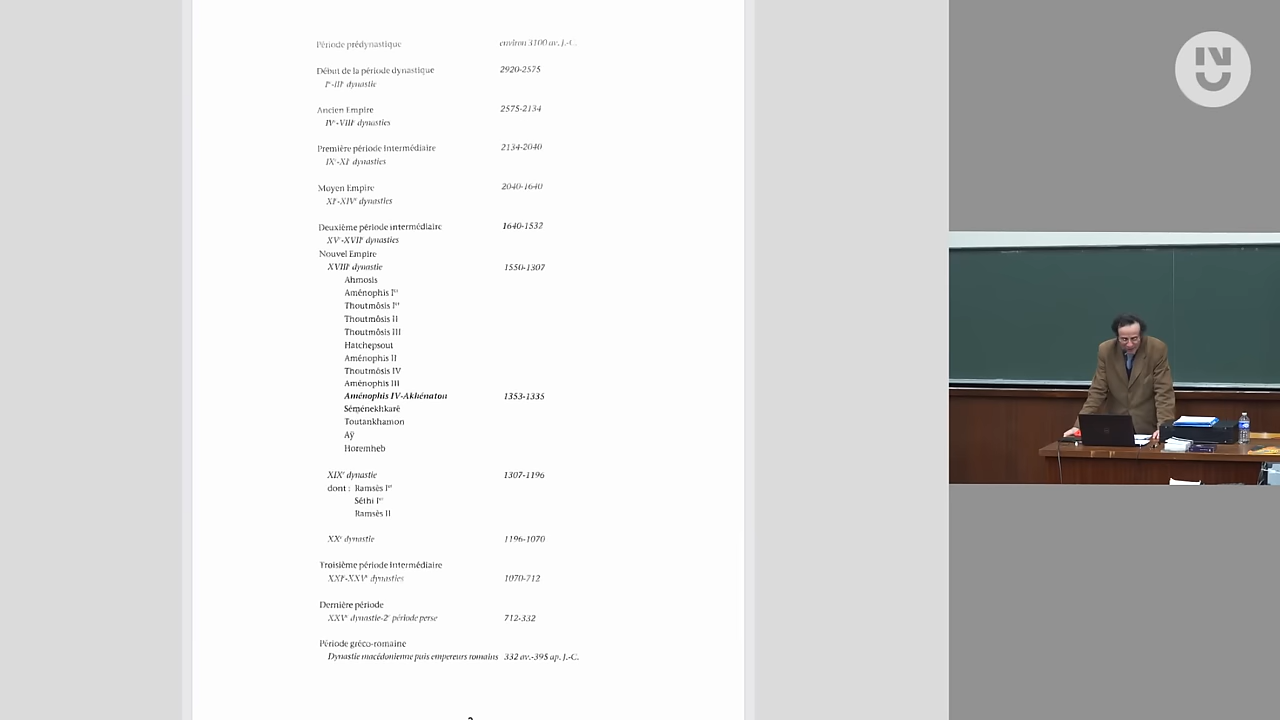 Période prédynastique environ 3100 av. J.-C.
Début de la période dynastique 2920-2575
Iʳᵉ-IIIᵉ dynastie
Ancien Empire 2575-2134
IVᵉ-VIIIᵉ dynasties
Première période intermédiaire 2134-2040
IXᵉ-XIᵉ dynasties
Moyen Empire 2040-1640
XIᵉ-XIVᵉ dynasties
Deuxième période intermédiaire 1640-1532
XVᵉ-XVIIᵉ dynasties
Nouvel Empire
XVIIIᵉ dynastie 1550-1307
Ahmosis
Aménophis Iᵉʳ
Thoutmôsis Iᵉʳ
Thoutmôsis II
Thoutmôsis III
Hatchepsout
Aménophis II
Thoutmôsis IV
Aménophis III
Aménophis IV-Akhénaton 1353-1335
Séménekhkarê
Toutankhamon
Aÿ
Horemheb
XIXᵉ dynastie 1307-1196
dont : Ramsès Iᵉʳ
Séthi Iᵉʳ
Ramsès II
XXᵉ dynastie 1196-1070
Troisième période intermédiaire
XXIᵉ-XXVᵉ dynasties 1070-712
Dernière période
XXVᵉ dynastie-2ᵉ période perse 712-332
Période gréco-romaine
Dynastie macédonienne puis empereurs romains 332 av.-395 ap. J.-C.